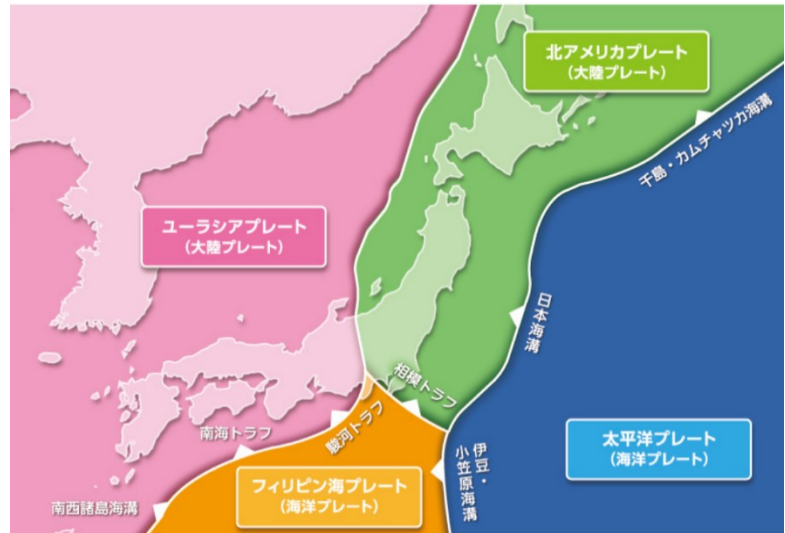 北アメリカプレート
（大陸プレート）
千島・カムチャツカ海溝
ユーラシアプレート
（大陸プレート）
日本海溝
相模トラフ
駿河トラフ
南海トラフ
太平洋プレート
（海洋プレート）
伊豆・
小笠原海溝
フィリピン海プレート
（海洋プレート）
南西諸島海溝